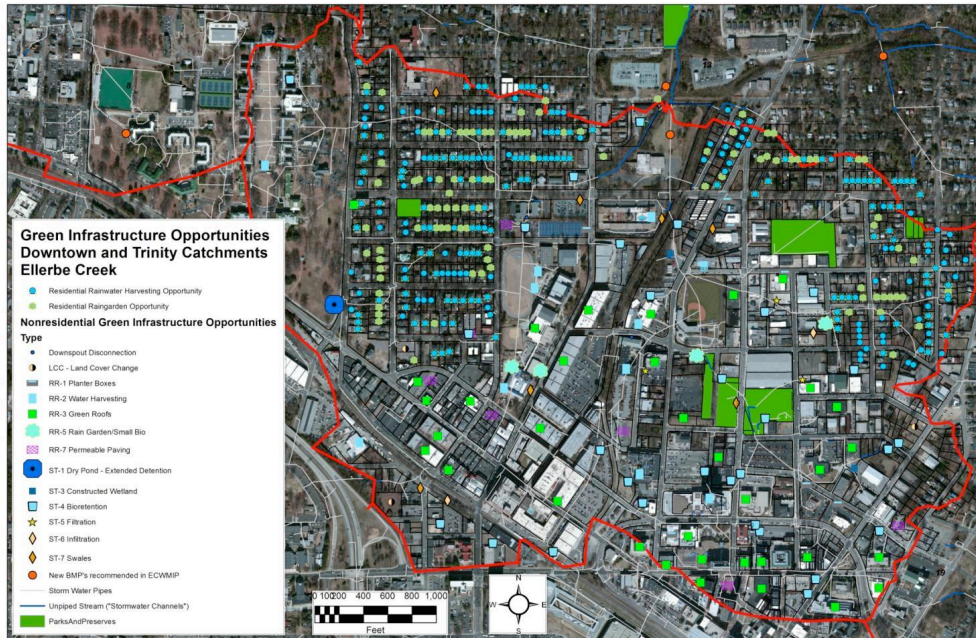 Green Infrastructure Opportunities
Downtown and Trinity Catchments
Ellerbe Creek
Residential Rainwater Harvesting Opportunity
Residential Raingarden Opportunity
Nonresidential Green Infrastructure Opportunities
Type
Downspout Disconnection
LCC - Land Cover Change
RR-1 Planter Boxes
RR-2 Water Harvesting
RR-3 Green Roofs
RR-5 Rain Garden/Small Bio
RR-7 Permeable Paving
ST-1 Dry Pond - Extended Detention
ST-3 Constructed Wetland
ST-4 Bioretention
ST-5 Filtration
ST-6 Infiltration
ST-7 Swales
New BMP's recommended in ECWMIP
Storm Water Pipes
Unpiped Stream ("Stormwater Channels")
ParksAndPreserves
0 100 200 400 600 800 1,000
Feet
N
W E
S